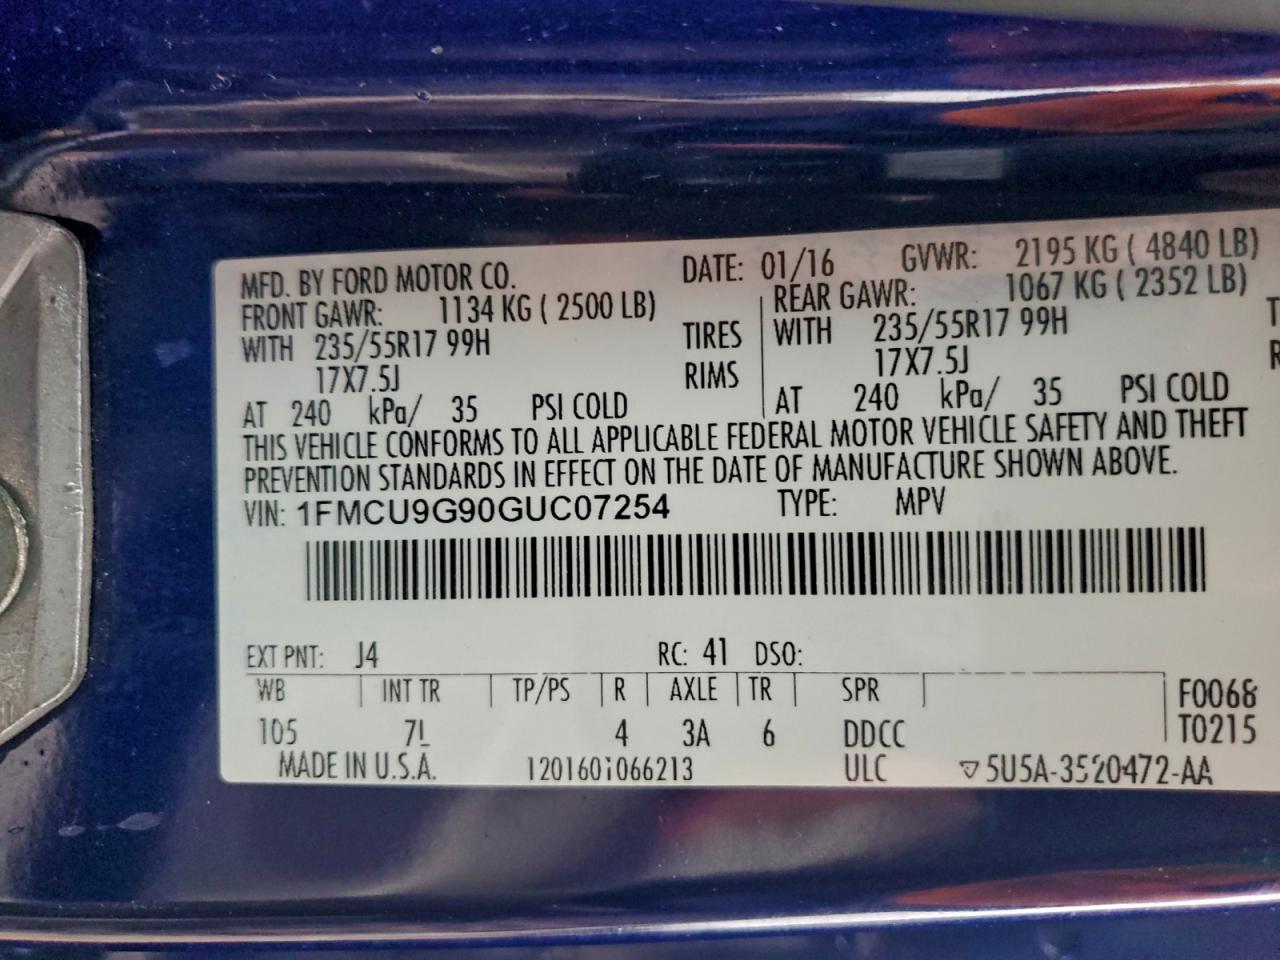 MFD. BY FORD MOTOR CO. DATE: 01/16 GVWR: 2195 KG ( 4840 LB)
FRONT GAWR: 1134 KG ( 2500 LB) REAR GAWR: 1067 KG ( 2352 LB)
WITH 235/55R17 99H TIRES WITH 235/55R17 99H
17X7.5J RIMS 17X7.5J
AT 240 kPa/ 35 PSI COLD AT 240 kPa/ 35 PSI COLD
THIS VEHICLE CONFORMS TO ALL APPLICABLE FEDERAL MOTOR VEHICLE SAFETY AND THEFT
PREVENTION STANDARDS IN EFFECT ON THE DATE OF MANUFACTURE SHOWN ABOVE.
VIN: 1FMCU9G90GUC07254 TYPE: MPV
EXT PNT: J4 RC: 41 DSO:
WB INT TR TP/PS R AXLE TR SPR F0068
105 7L 4 3A 6 DDCC T0215
MADE IN U.S.A. 1201601066213 ULC 5U5A-3520472-AA